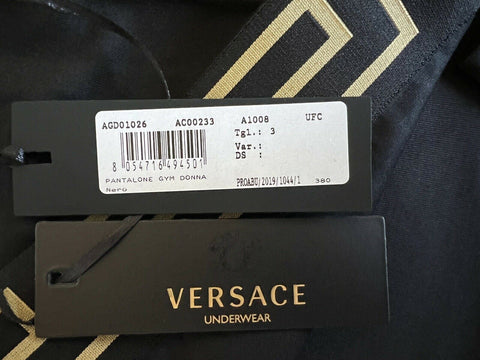 AGD01026 AC00233 A1008 UFC
Tgl.: 3
Var.:
DS :
8 054716 494501
PANTALONE GYM DONNA
Nero
PROABU/2019/1044/1 380
VERSACE
UNDERWEAR